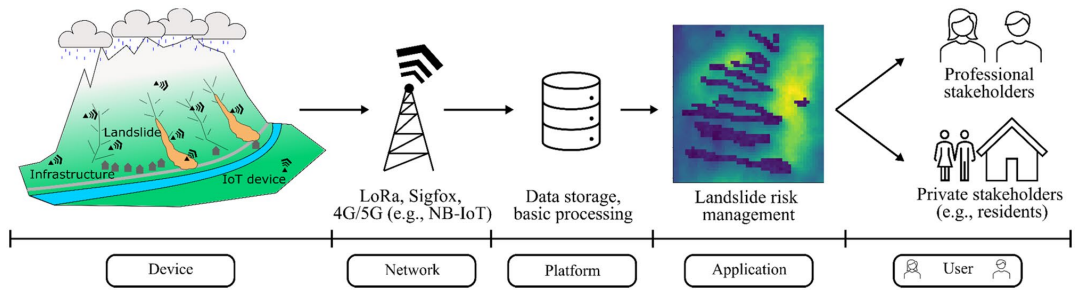 Landslide
Infrastructure
IoT device
LoRa, Sigfox,
4G/5G (e.g., NB-IoT)
Data storage,
basic processing
Landslide risk
management
Professional
stakeholders
Private stakeholders
(e.g., residents)
Device
Network
Platform
Application
User